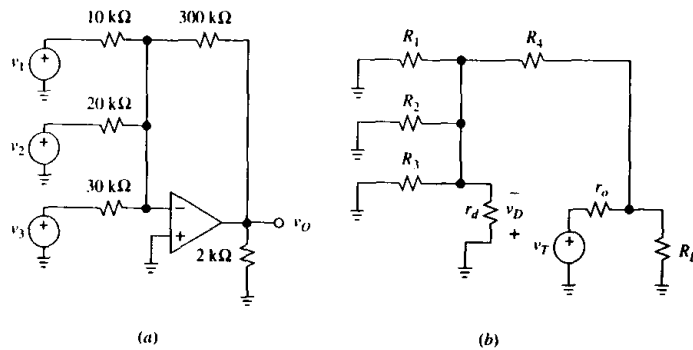 10 kΩ
300 kΩ
v1
20 kΩ
v2
30 kΩ
v3
−
+
vO
2 kΩ
(a)
R1
R4
R2
R3
rd
−
vD
+
ro
vT
RL
(b)